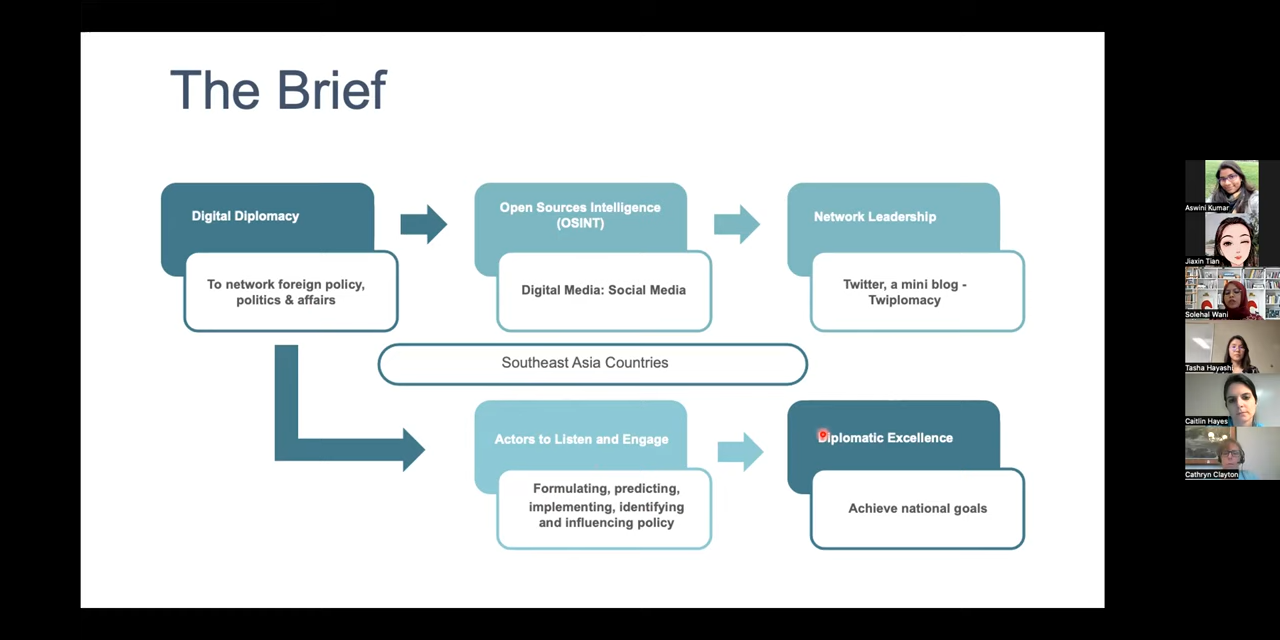 The Brief
Digital Diplomacy
To network foreign policy,
politics & affairs
Open Sources Intelligence
(OSINT)
Digital Media: Social Media
Network Leadership
Twitter, a mini blog -
Twiplomacy
Southeast Asia Countries
Actors to Listen and Engage
Formulating, predicting,
implementing, identifying
and influencing policy
Diplomatic Excellence
Achieve national goals
Aswini Kumar
Jiaxin Tian
Solehal Wani
Tasha Hayashi
Caitlin Hayes
Cathryn Clayton